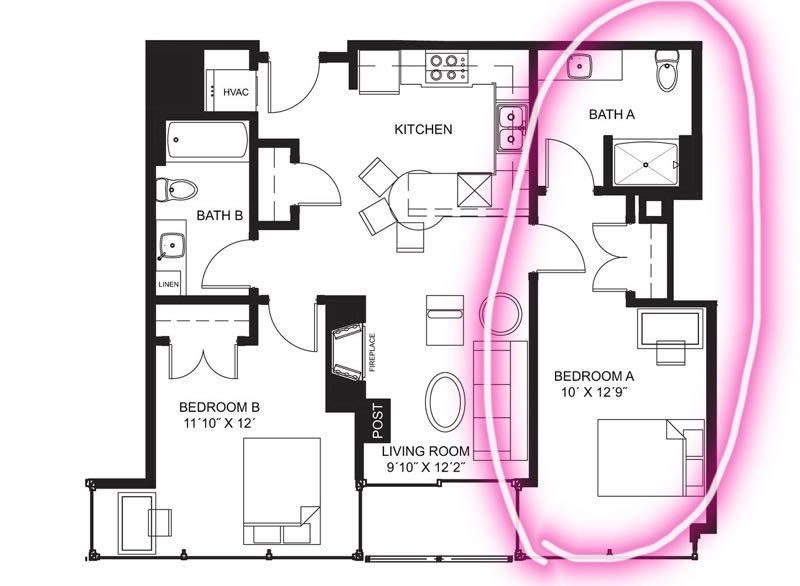 HVAC
BATH A
KITCHEN
BATH B
LINEN
FIREPLACE
BEDROOM A
10´ X 12´9˝
BEDROOM B
11´10˝ X 12´
POST
LIVING ROOM
9´10˝ X 12´2˝